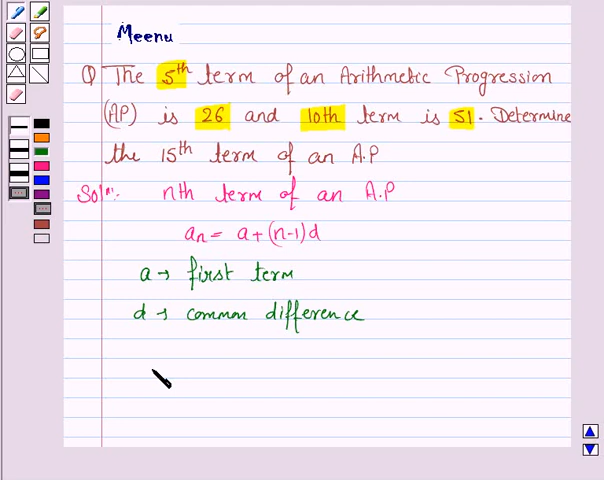 Meenu
Q The 5th term of an Arithmetic Progression
(AP) is 26 and 10th term is 51. Determine
the 15th term of an A.P
Solⁿ: nth term of an A.P
aₙ = a + (n-1)d
a → first term
d → common difference